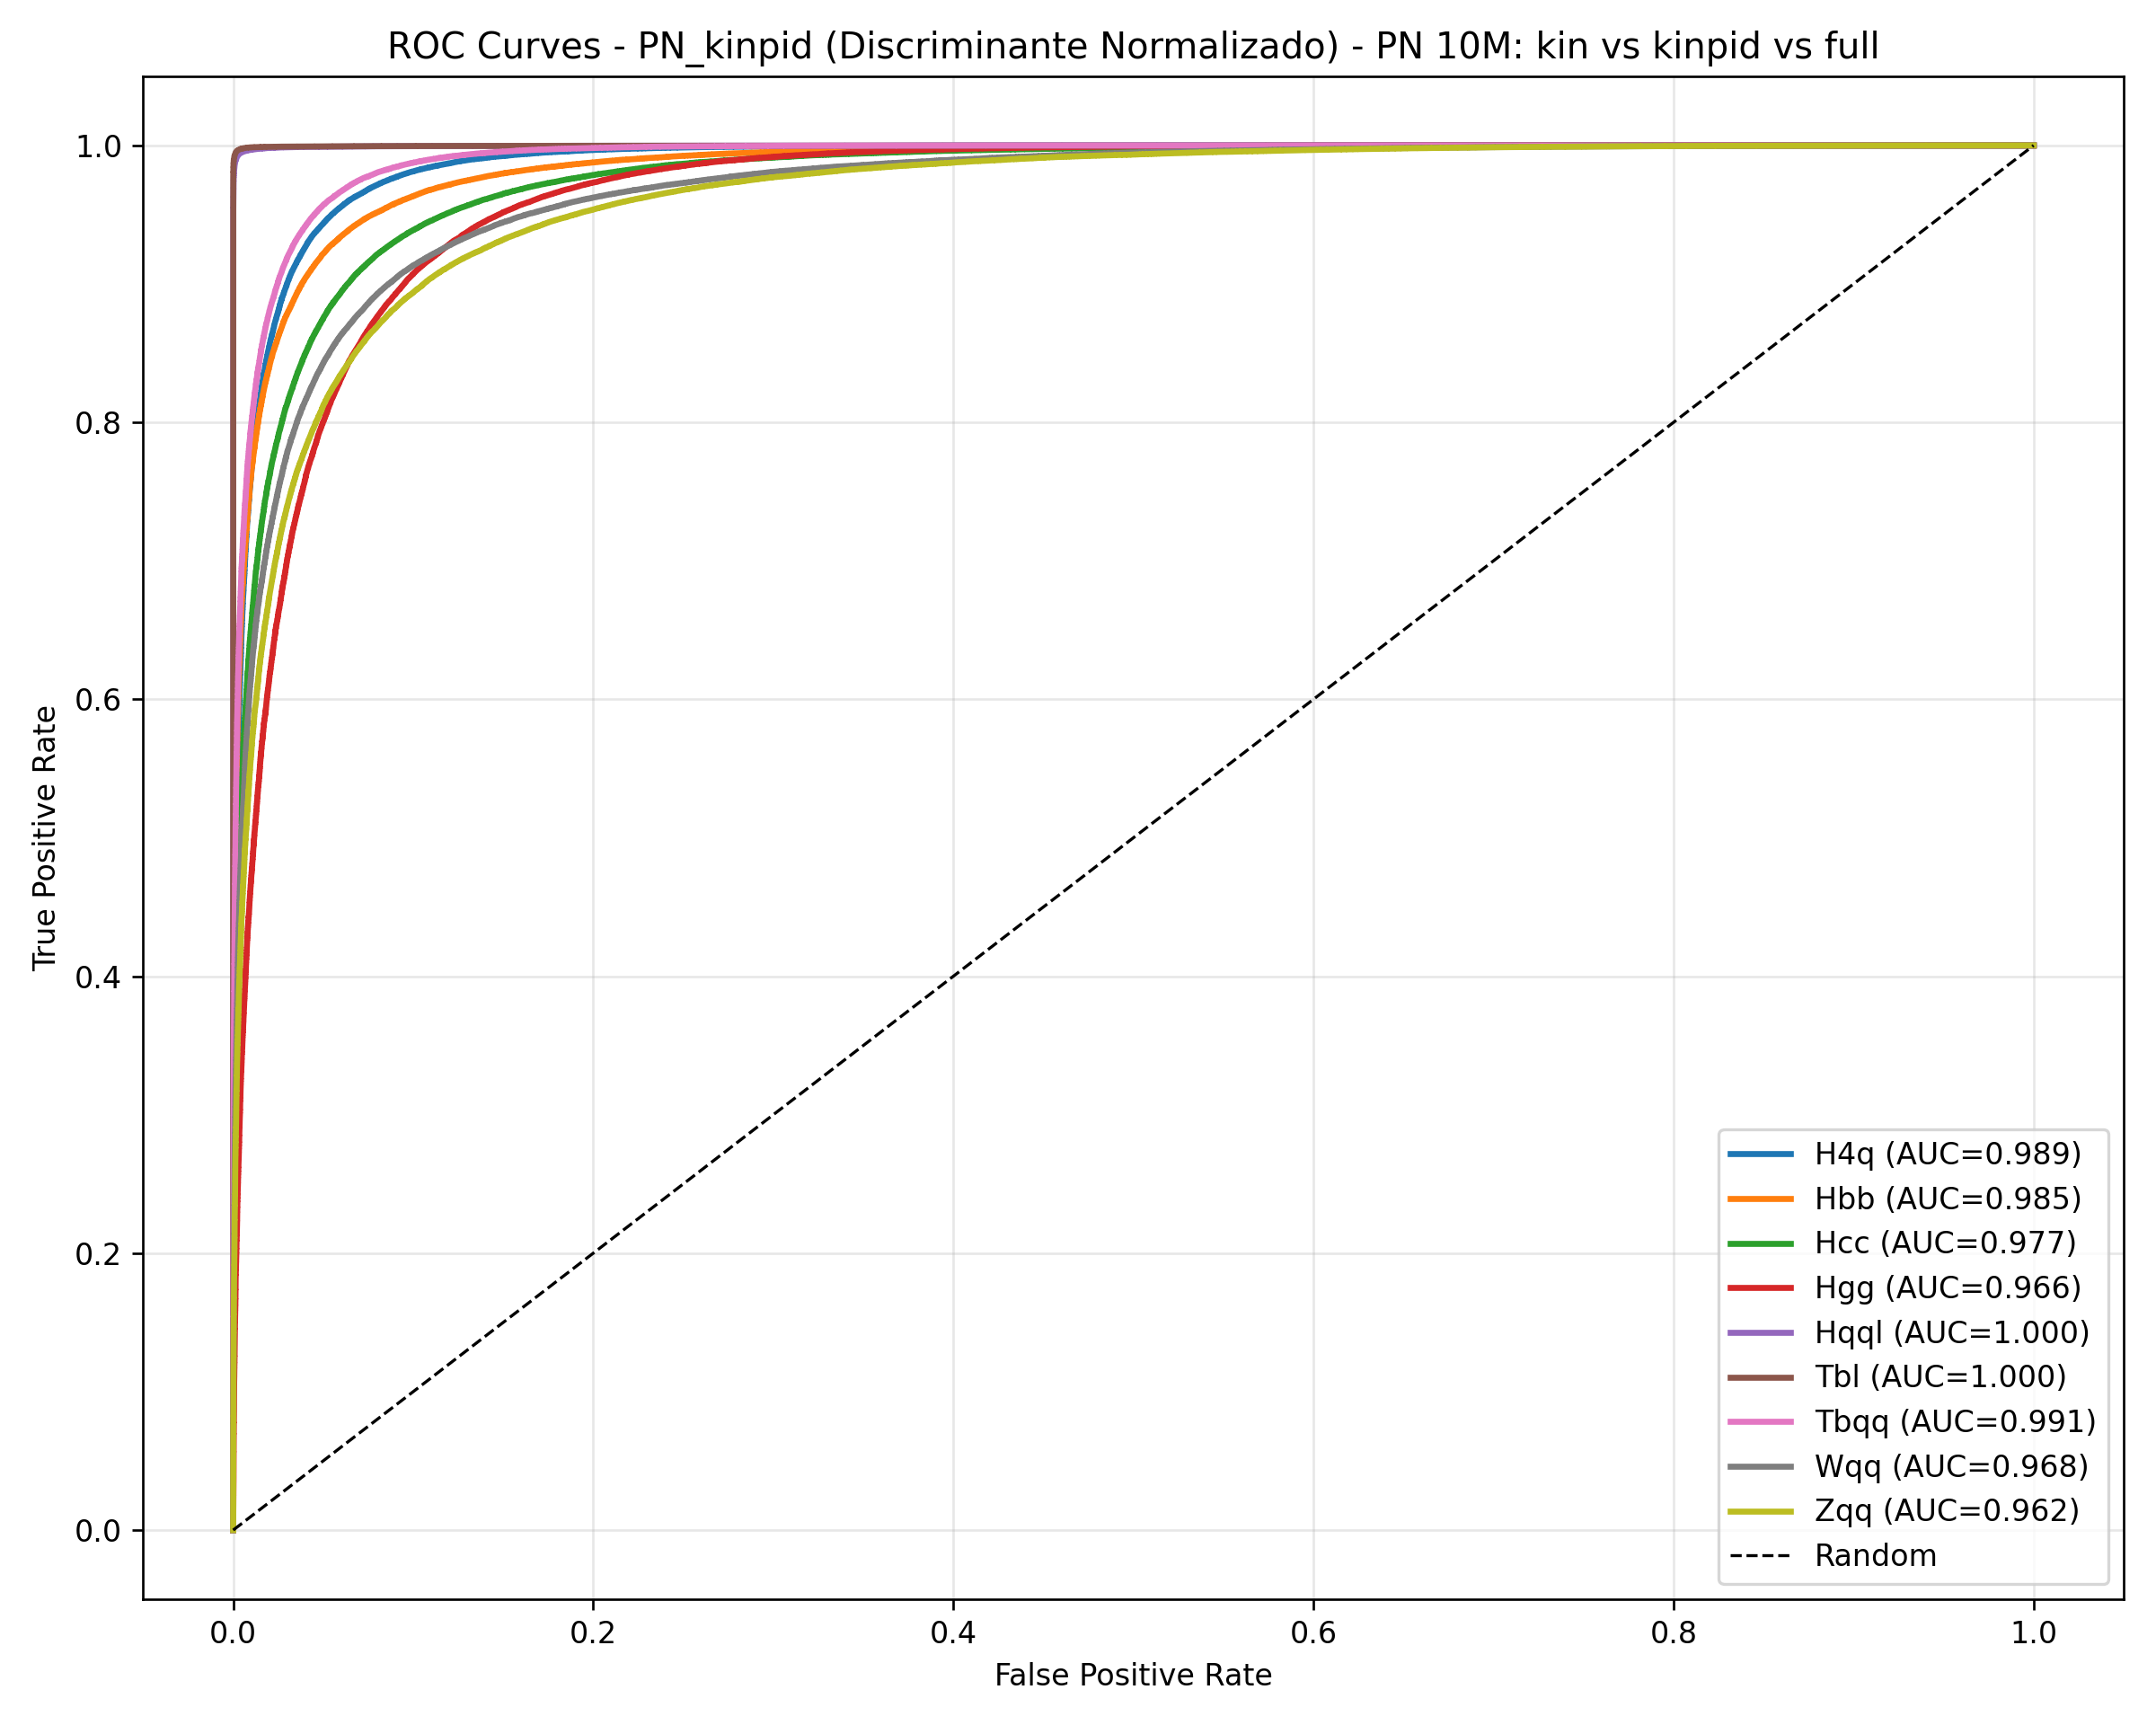 ROC Curves - PN_kinpid (Discriminante Normalizado) - PN 10M: kin vs kinpid vs full
True Positive Rate
1.0
0.8
0.6
0.4
0.2
0.0
0.0 0.2 0.4 0.6 0.8 1.0
False Positive Rate
H4q (AUC=0.989)
Hbb (AUC=0.985)
Hcc (AUC=0.977)
Hgg (AUC=0.966)
Hqql (AUC=1.000)
Tbl (AUC=1.000)
Tbqq (AUC=0.991)
Wqq (AUC=0.968)
Zqq (AUC=0.962)
Random